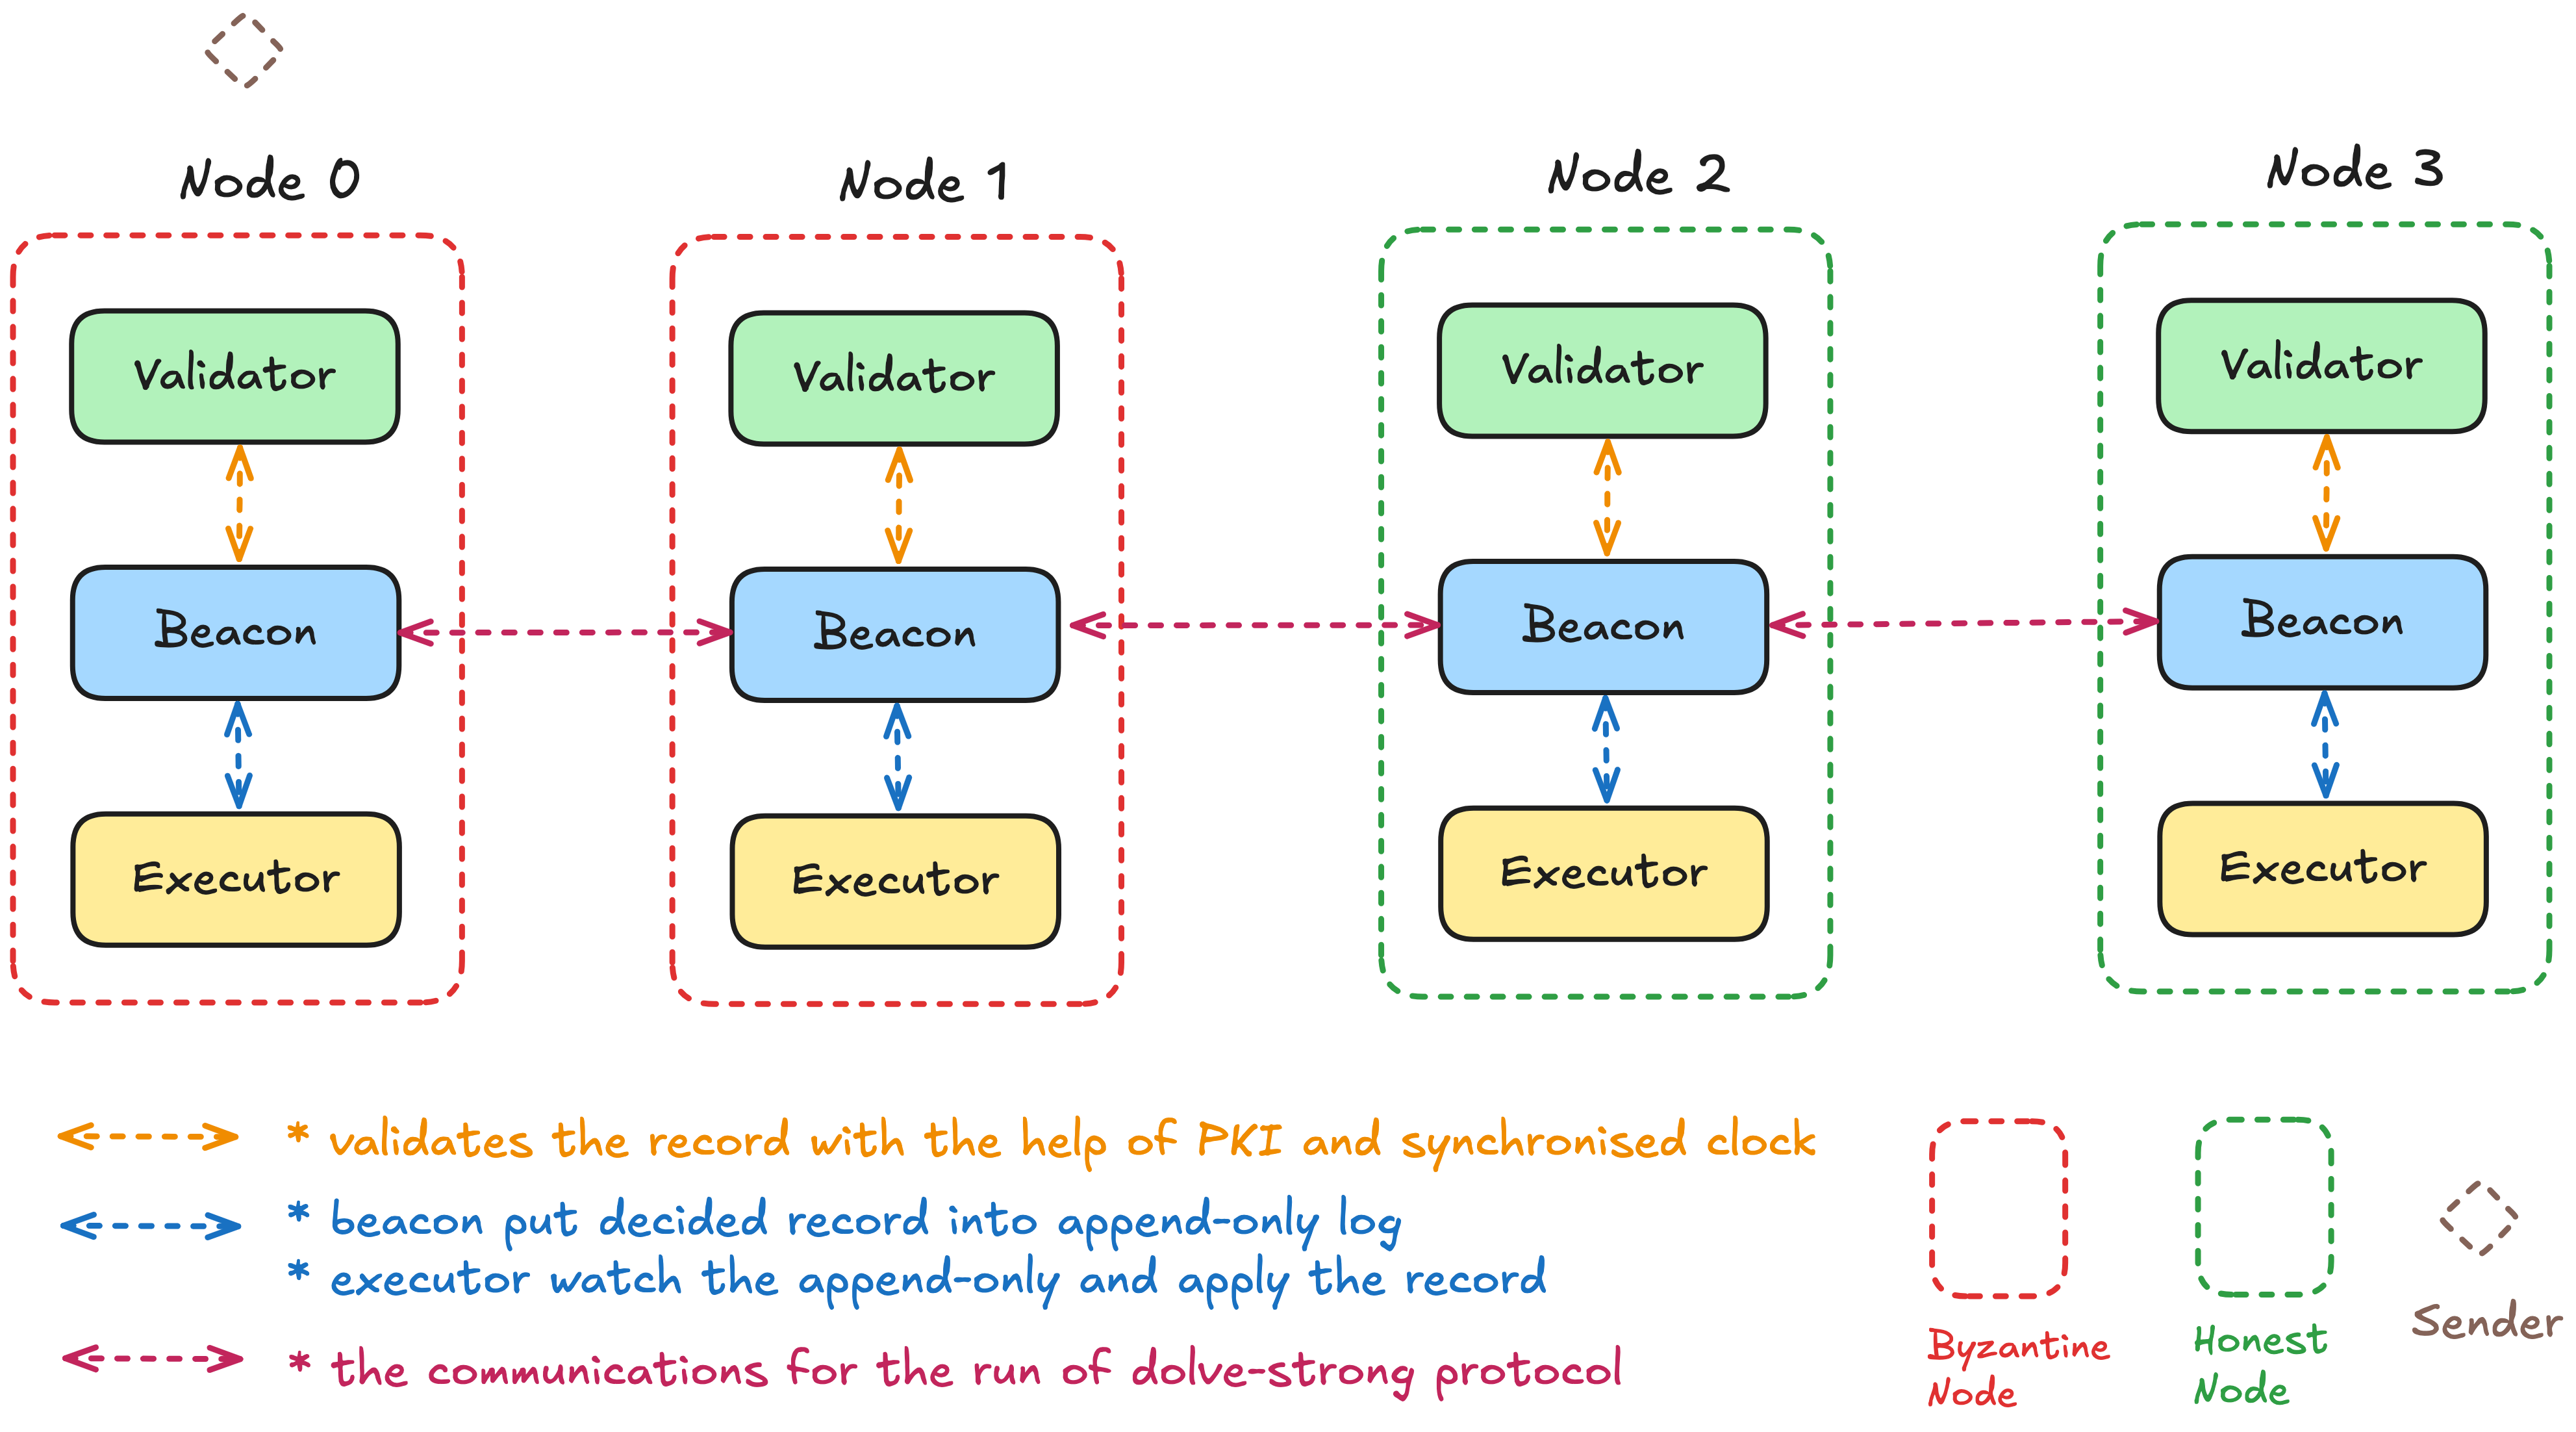 Node 0
Node 1
Node 2
Node 3
Validator
Validator
Validator
Validator
Beacon
Beacon
Beacon
Beacon
Executor
Executor
Executor
Executor
* validates the record with the help of PKI and synchronised clock
* beacon put decided record into append-only log
* executor watch the append-only and apply the record
* the communications for the run of dolve-strong protocol
Byzantine
Node
Honest
Node
Sender